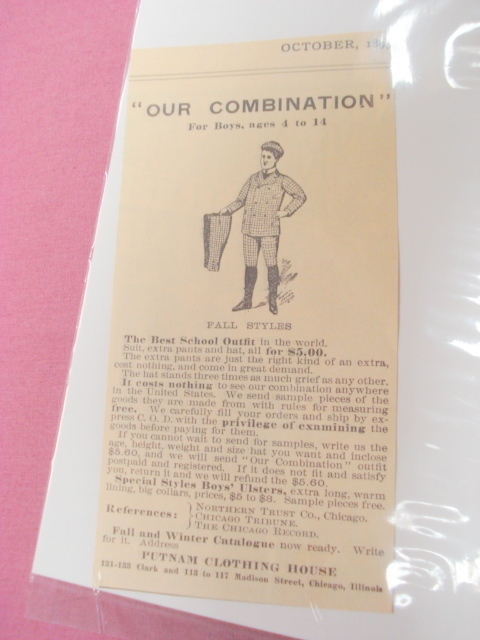 OCTOBER, 189
"OUR COMBINATION"
For Boys, ages 4 to 14
FALL STYLES
The Best School Outfit in the world.
Suit, extra pants and hat, all for $5.00.
The extra pants are just the right kind of an extra,
cost nothing, and come in great demand.
The hat stands three times as much grief as any other.
It costs nothing to see our combination anywhere
in the United States. We send sample pieces of the
goods they are made from with rules for measuring
free. We carefully fill your orders and ship by ex-
press C. O. D. with the privilege of examining the
goods before paying for them.
If you cannot wait to send for samples, write us the
age, height, weight and size hat you want and inclose
$5.60, and we will send "Our Combination" outfit
postpaid and registered. If it does not fit and satisfy
you, return it and we will refund the $5.60.
Special Styles Boys' Ulsters, extra long, warm
lining, big collars, prices, $5 to $8. Sample pieces free.
References: { NORTHERN TRUST CO., Chicago.
CHICAGO TRIBUNE.
THE CHICAGO RECORD.
Fall and Winter Catalogue now ready. Write
for it. Address
PUTNAM CLOTHING HOUSE
131-133 Clark and 113 to 117 Madison Street, Chicago, Illinois